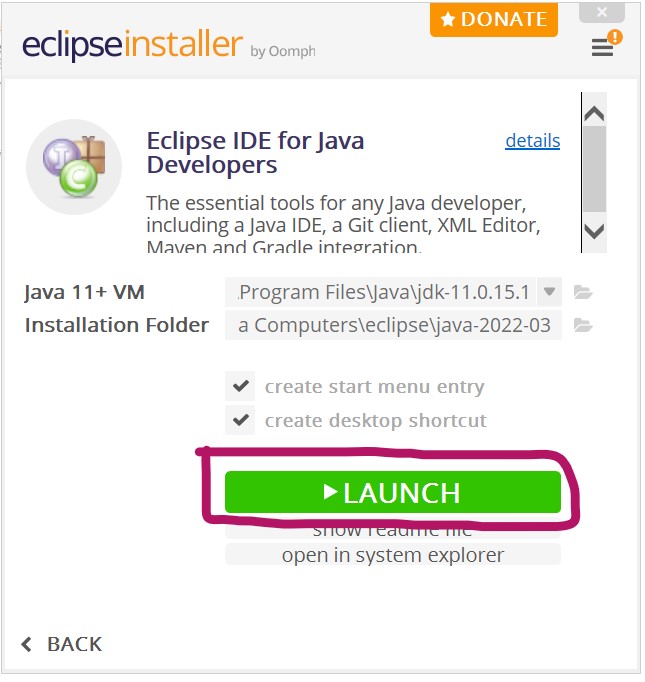 DONATE
eclipseinstaller by Oomph
Eclipse IDE for Java
Developers
details
The essential tools for any Java developer,
including a Java IDE, a Git client, XML Editor,
Maven and Gradle integration.
Java 11+ VM
.Program Files\Java\jdk-11.0.15.1
Installation Folder
a Computers\eclipse\java-2022-03
create start menu entry
create desktop shortcut
LAUNCH
show readme file
open in system explorer
BACK